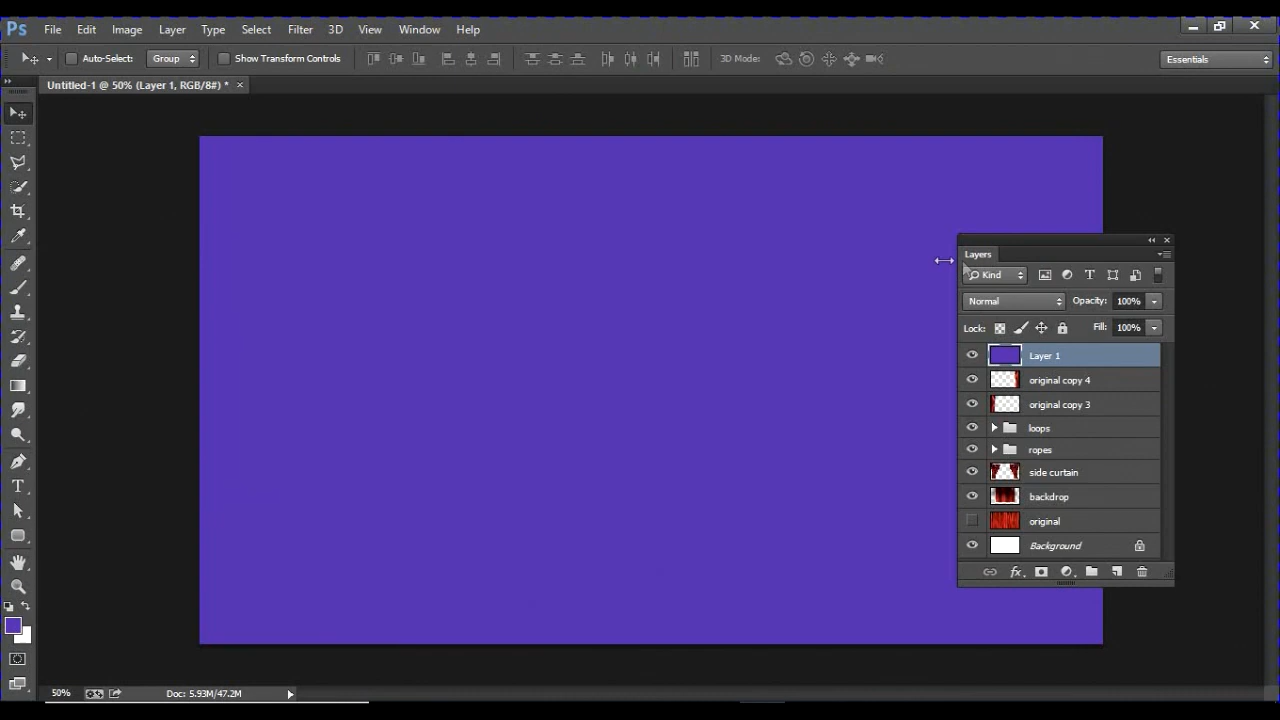 Ps File Edit Image Layer Type Select Filter 3D View Window Help
Auto-Select: Group Show Transform Controls 3D Mode: Essentials
Untitled-1 @ 50% (Layer 1, RGB/8#) * ×
Layers
Kind
Normal Opacity: 100%
Lock: Fill: 100%
Layer 1
original copy 4
original copy 3
loops
ropes
side curtain
backdrop
original
Background
fx
50% Doc: 5.93M/47.2M